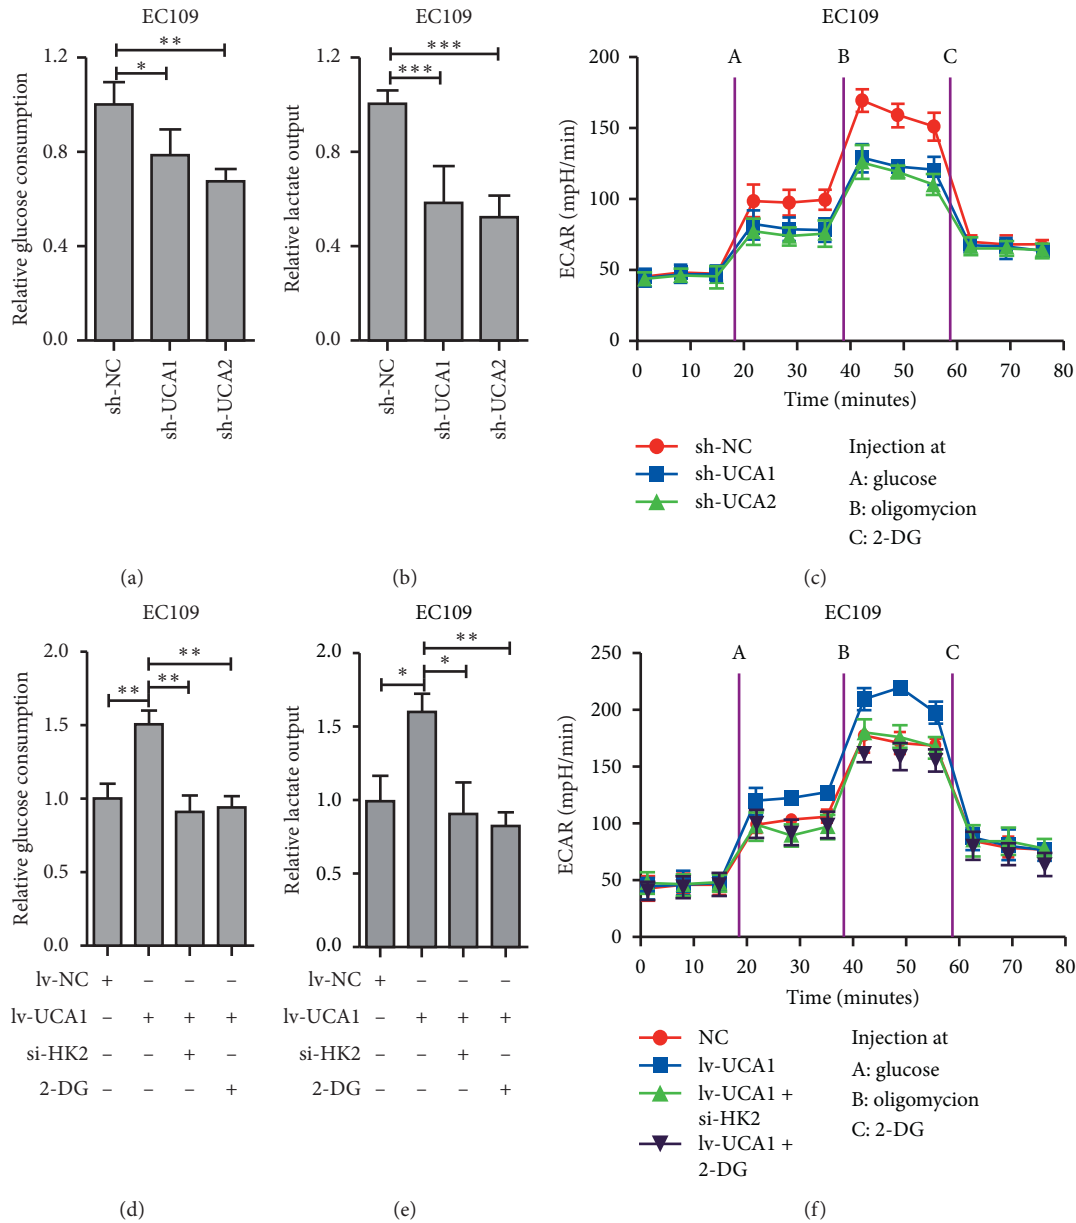 EC109
Relative glucose consumption
1.2
0.8
0.4
0.0
* *
*
sh-NC
sh-UCA1
sh-UCA2
(a)
EC109
Relative lactate output
1.2
0.8
0.4
0.0
* * *
* * *
sh-NC
sh-UCA1
sh-UCA2
(b)
EC109
ECAR (mpH/min)
200
150
100
50
0
A B C
0 10 20 30 40 50 60 70 80
Time (minutes)
sh-NC
sh-UCA1
sh-UCA2
Injection at
A: glucose
B: oligomycion
C: 2-DG
(c)
EC109
Relative glucose consumption
2.0
1.5
1.0
0.5
0.0
* *
* * * *
lv-NC + – – –
lv-UCA1 – + + +
si-HK2 – – + –
2-DG – – – +
(d)
EC109
Relative lactate output
2.0
1.5
1.0
0.5
0.0
* *
* *
lv-NC + – – –
lv-UCA1 – + + +
si-HK2 – – + –
2-DG – – – +
(e)
EC109
ECAR (mpH/min)
250
200
150
100
50
0
A B C
0 10 20 30 40 50 60 70 80
Time (minutes)
NC
lv-UCA1
lv-UCA1 +
si-HK2
lv-UCA1 +
2-DG
Injection at
A: glucose
B: oligomycion
C: 2-DG
(f)